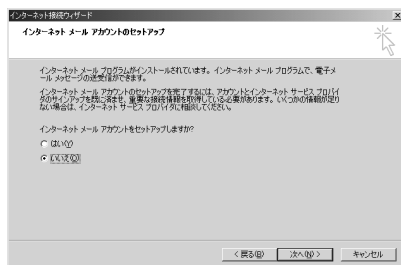 インターネット接続ウィザード
インターネット メール アカウントのセットアップ
インターネット メール プログラムがインストールされています。インターネット メール プログラムで、電子メ
ール メッセージの送受信ができます。
インターネット メール アカウントのセットアップを完了するには、アカウントとインターネット サービス プロバイ
ダのサインアップを既に済ませ、重要な接続情報を取得している必要があります。いくつかの情報が足り
ない場合は、インターネット サービス プロバイダに相談してください。
インターネット メール アカウントをセットアップしますか?
はい(Y)
いいえ(O)
< 戻る(B)
次へ(N) >
キャンセル